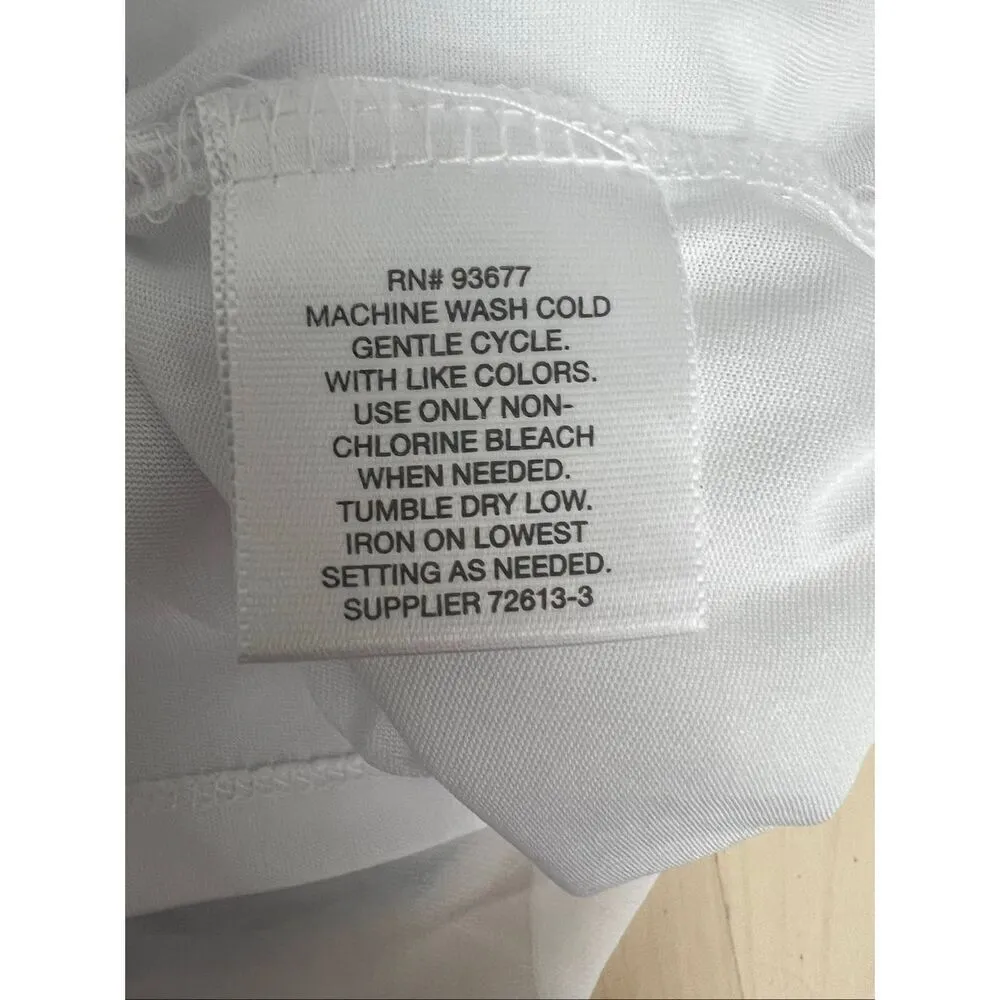 RN# 93677
MACHINE WASH COLD
GENTLE CYCLE.
WITH LIKE COLORS.
USE ONLY NON-
CHLORINE BLEACH
WHEN NEEDED.
TUMBLE DRY LOW.
IRON ON LOWEST
SETTING AS NEEDED.
SUPPLIER 72613-3